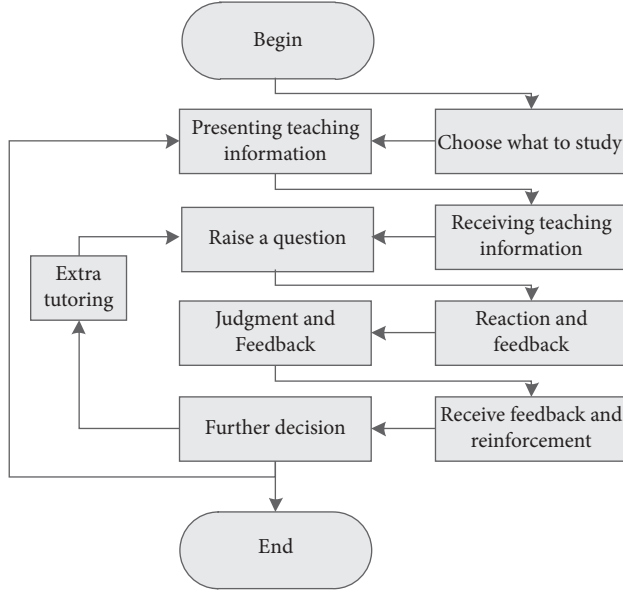 Begin
Presenting teaching
information
Choose what to study
Receiving teaching
information
Raise a question
Extra
tutoring
Judgment and
Feedback
Reaction and
feedback
Further decision
Receive feedback and
reinforcement
End